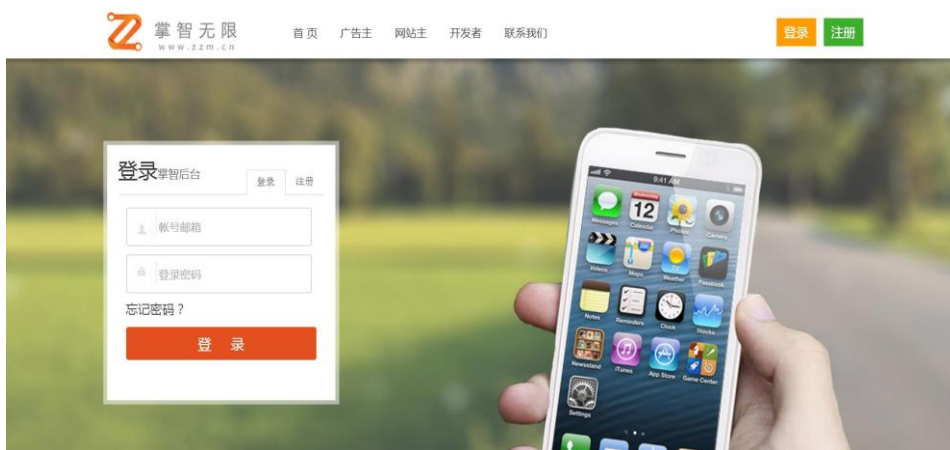 掌智无限
www.zzm.cn
首页 广告主 网站主 开发者 联系我们
登录 注册
登录掌智后台
登录 注册
帐号邮箱
登录密码
忘记密码？
登 录
9:41 AM
Wednesday
12
Messages Calendar Photos Camera
Videos Maps Weather Passbook
Notes Reminders Clock Stocks
Newsstand iTunes App Store Game Center
Settings